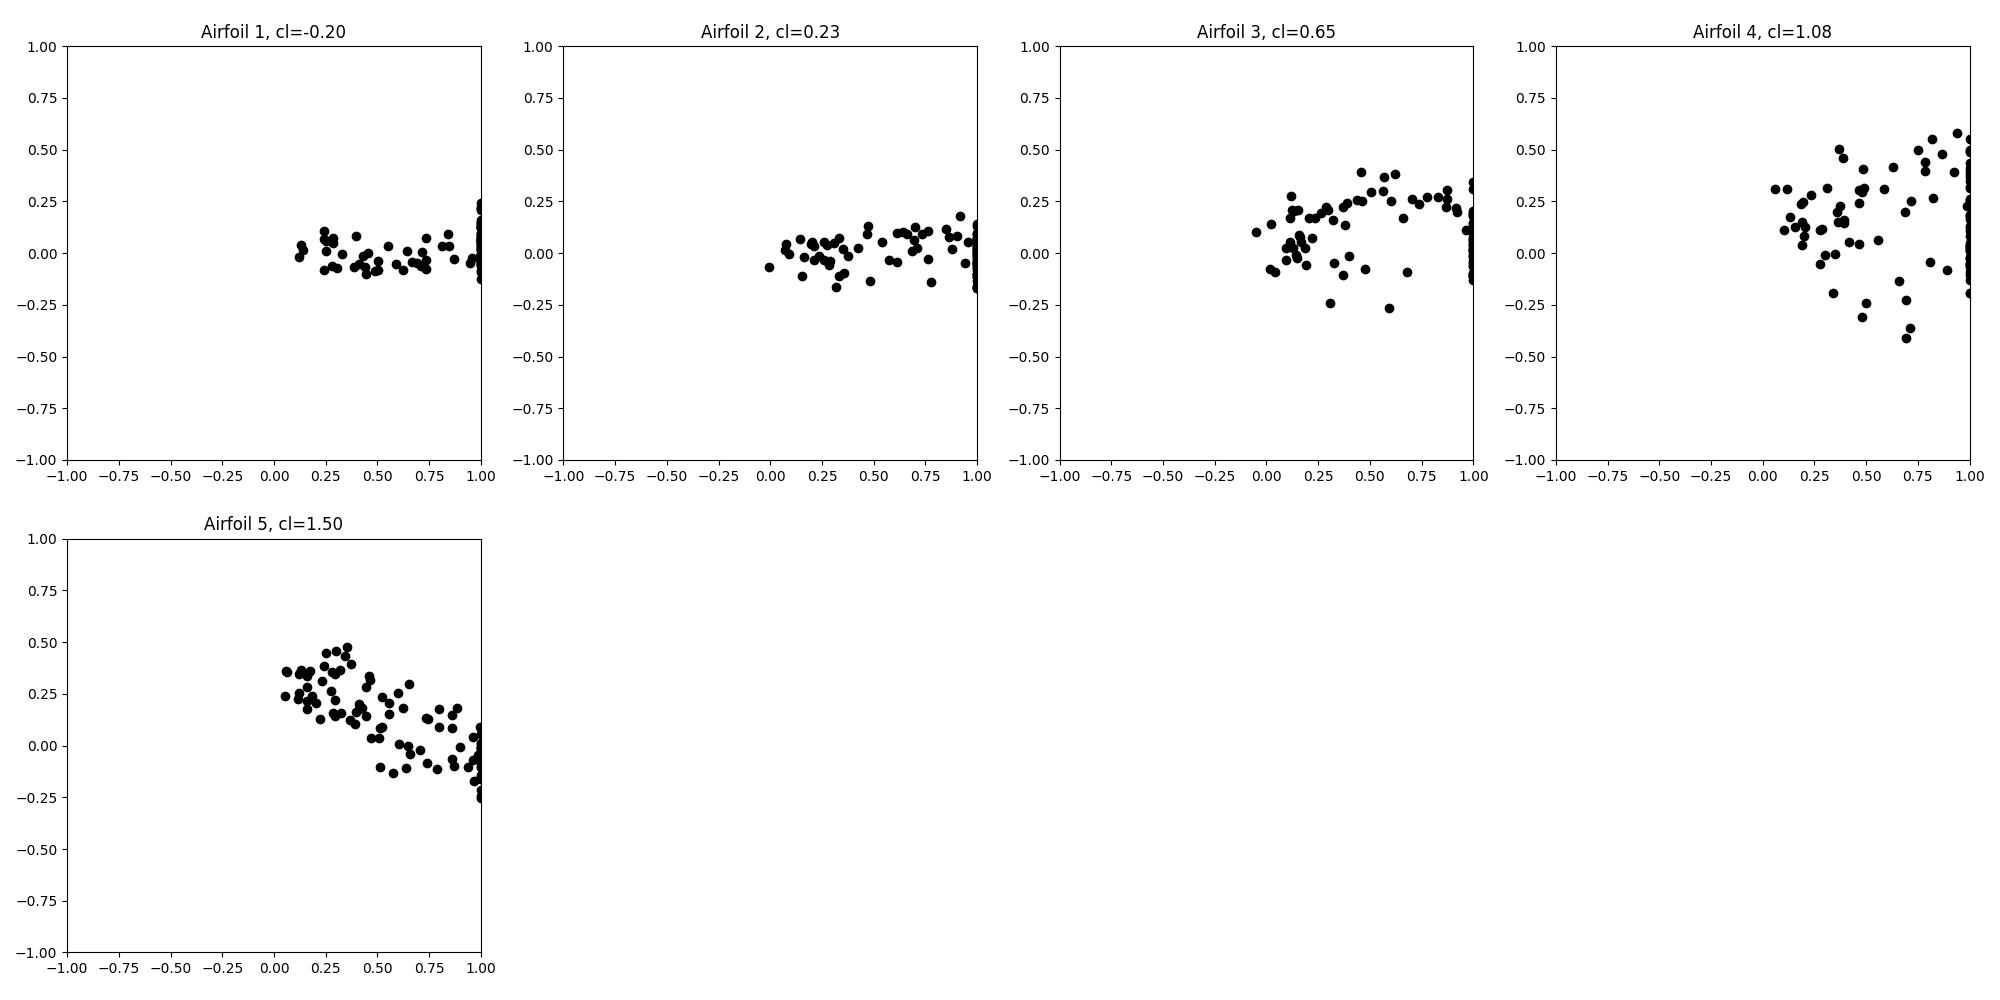 Airfoil 1, cl=-0.20
Airfoil 2, cl=0.23
Airfoil 3, cl=0.65
Airfoil 4, cl=1.08
1.00 1.00 1.00 1.00
0.75 0.75 0.75 0.75
0.50 0.50 0.50 0.50
0.25 0.25 0.25 0.25
0.00 0.00 0.00 0.00
−0.25 −0.25 −0.25 −0.25
−0.50 −0.50 −0.50 −0.50
−0.75 −0.75 −0.75 −0.75
−1.00 −1.00 −1.00 −1.00
−1.00 −0.75 −0.50 −0.25 0.00 0.25 0.50 0.75 1.00
−1.00 −0.75 −0.50 −0.25 0.00 0.25 0.50 0.75 1.00
−1.00 −0.75 −0.50 −0.25 0.00 0.25 0.50 0.75 1.00
−1.00 −0.75 −0.50 −0.25 0.00 0.25 0.50 0.75 1.00
Airfoil 5, cl=1.50
1.00
0.75
0.50
0.25
0.00
−0.25
−0.50
−0.75
−1.00
−1.00 −0.75 −0.50 −0.25 0.00 0.25 0.50 0.75 1.00